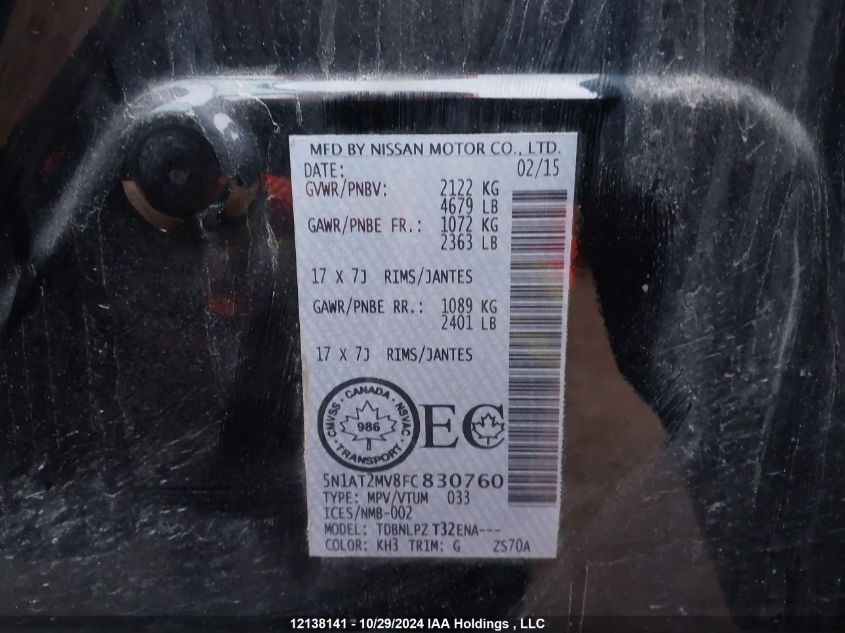 MFD BY NISSAN MOTOR CO., LTD.
DATE: 02/15
GVWR/PNBV: 2122 KG
4679 LB
GAWR/PNBE FR.: 1072 KG
2363 LB
17 X 7J RIMS/JANTES
GAWR/PNBE RR.: 1089 KG
2401 LB
17 X 7J RIMS/JANTES
CMVSS · CANADA · NSVAC · TRANSPORT
986
EC
5N1AT2MV8FC830760
TYPE: MPV/VTUM 033
ICES/NMB-002
MODEL: TDBNLPZ T32ENA---
COLOR: KH3 TRIM: G ZS70A
12138141 - 10/29/2024 IAA Holdings , LLC